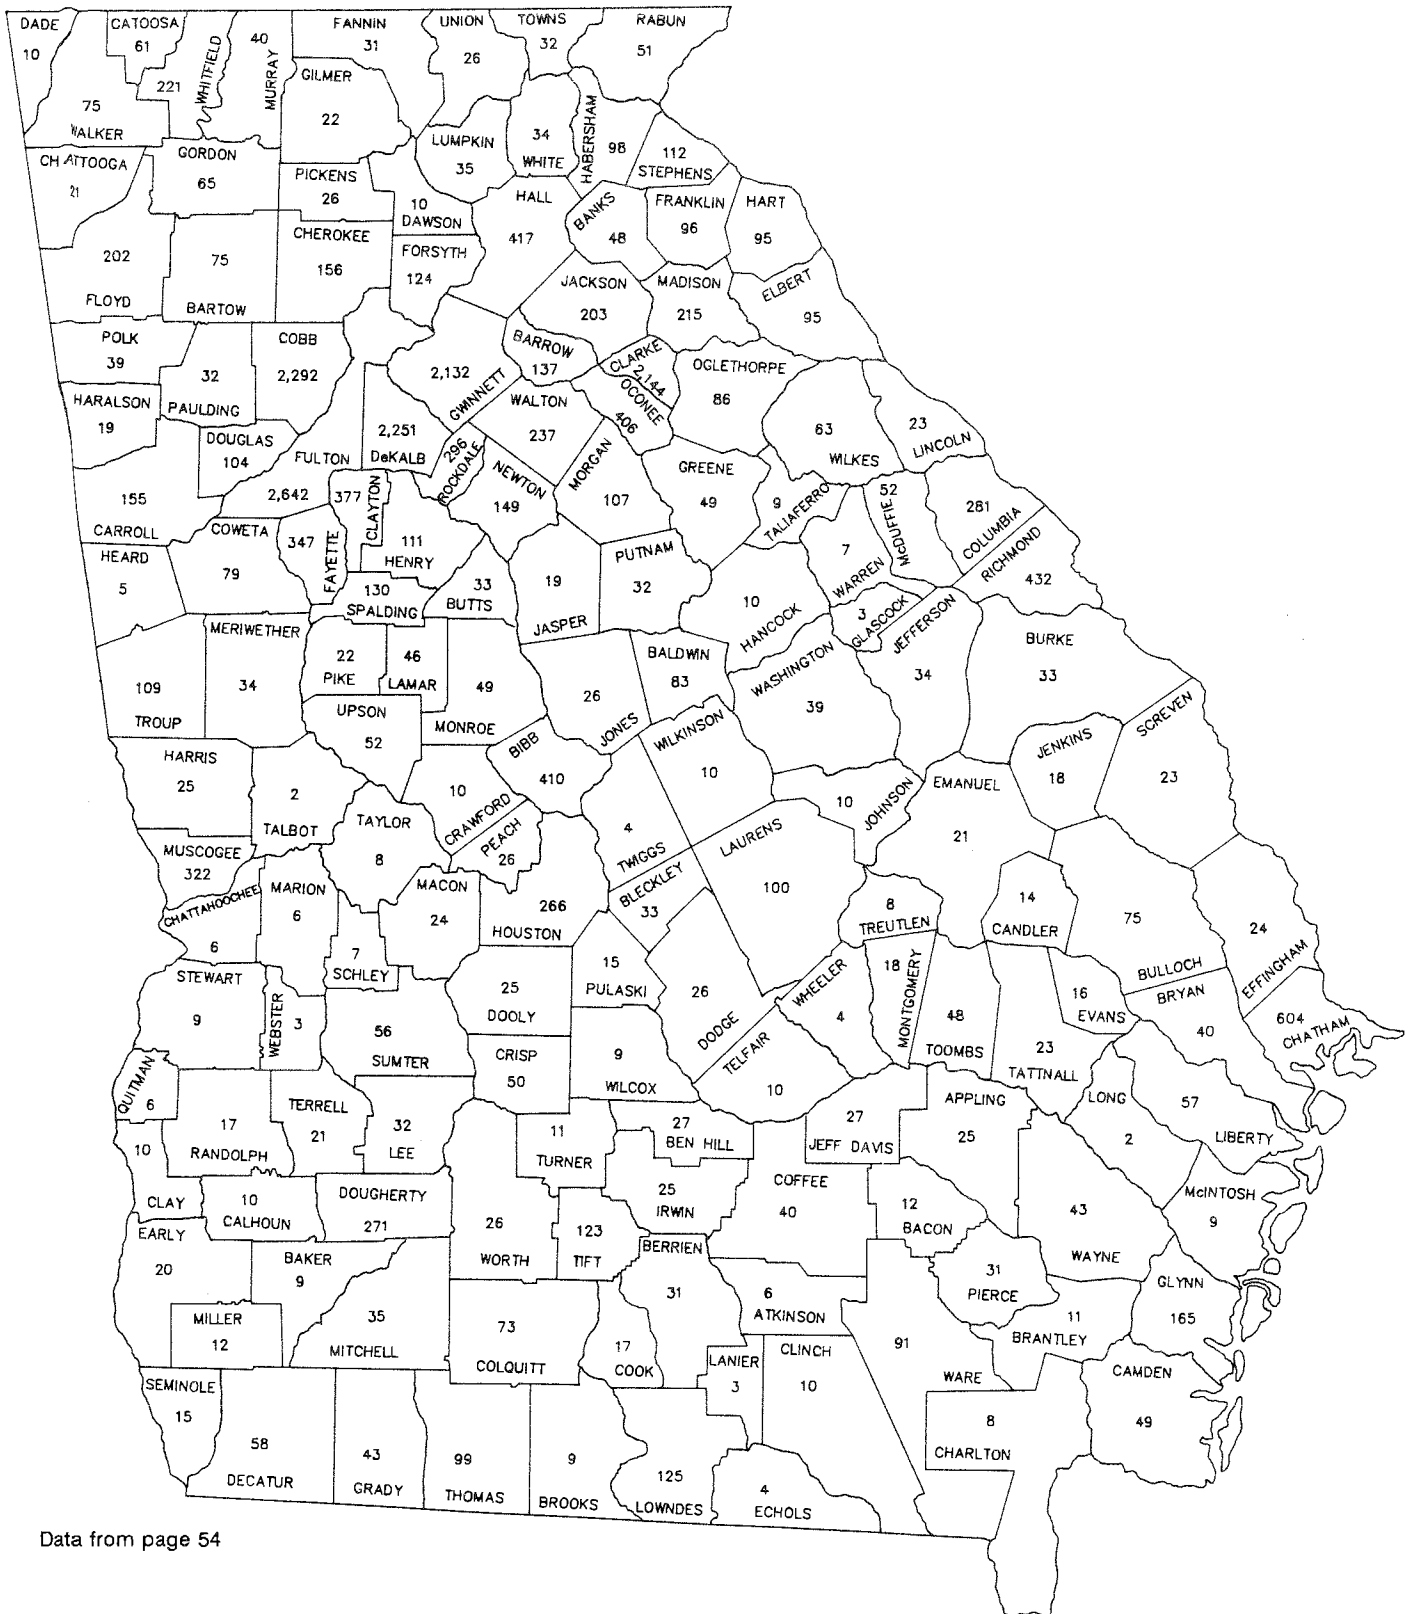 DADE
10
CATOOSA
61
WHITFIELD
221
40
MURRAY
FANNIN
31
UNION
26
TOWNS
32
RABUN
51
75
WALKER
GILMER
22
LUMPKIN
35
34
WHITE
HABERSHAM
98
112
STEPHENS
CHATTOOGA
21
GORDON
65
PICKENS
26
10
DAWSON
HALL
417
BANKS
48
FRANKLIN
96
HART
95
202
FLOYD
75
BARTOW
CHEROKEE
156
FORSYTH
124
JACKSON
203
MADISON
215
ELBERT
95
POLK
39
32
PAULDING
COBB
2,292
2,132
GWINNETT
BARROW
137
CLARKE
2,144
OCONEE
406
OGLETHORPE
86
HARALSON
19
DOUGLAS
104
FULTON
2,642
2,251
DeKALB
296
ROCKDALE
WALTON
237
NEWTON
149
MORGAN
107
GREENE
49
9
TALIAFERRO
63
WILKES
23
LINCOLN
155
CARROLL
COWETA
79
347
FAYETTE
377
CLAYTON
111
HENRY
52
McDUFFIE
281
COLUMBIA
RICHMOND
432
HEARD
5
130
SPALDING
33
BUTTS
19
JASPER
PUTNAM
32
10
HANCOCK
7
WARREN
3
GLASCOCK
JEFFERSON
34
BURKE
33
109
TROUP
MERIWETHER
34
22
PIKE
46
LAMAR
49
MONROE
26
JONES
BALDWIN
83
WASHINGTON
39
JENKINS
18
SCREVEN
23
UPSON
52
HARRIS
25
2
TALBOT
TAYLOR
8
10
CRAWFORD
BIBB
410
PEACH
26
WILKINSON
10
4
TWIGGS
10
JOHNSON
EMANUEL
21
MUSCOGEE
322
CHATTAHOOCHEE
6
MARION
6
MACON
24
266
HOUSTON
BLECKLEY
33
LAURENS
100
8
TREUTLEN
14
CANDLER
75
BULLOCH
24
EFFINGHAM
STEWART
9
WEBSTER
3
7
SCHLEY
56
SUMTER
25
DOOLY
15
PULASKI
26
DODGE
WHEELER
4
18
MONTGOMERY
48
TOOMBS
23
TATTNALL
16
EVANS
BRYAN
40
604
CHATHAM
QUITMAN
6
17
RANDOLPH
TERRELL
21
32
LEE
CRISP
50
9
WILCOX
TELFAIR
10
27
JEFF DAVIS
APPLING
25
LONG
2
57
LIBERTY
10
CLAY
10
CALHOUN
DOUGHERTY
271
26
WORTH
11
TURNER
27
BEN HILL
25
IRWIN
COFFEE
40
12
BACON
43
WAYNE
McINTOSH
9
EARLY
20
BAKER
9
123
TIFT
BERRIEN
31
6
ATKINSON
31
PIERCE
11
BRANTLEY
GLYNN
165
MILLER
12
35
MITCHELL
73
COLQUITT
17
COOK
LANIER
3
CLINCH
10
91
WARE
CAMDEN
49
SEMINOLE
15
58
DECATUR
43
GRADY
99
THOMAS
9
BROOKS
125
LOWNDES
4
ECHOLS
8
CHARLTON
Data from page 54